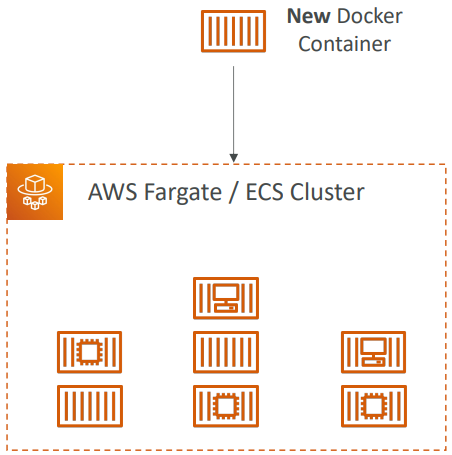 New Docker
Container
AWS Fargate / ECS Cluster